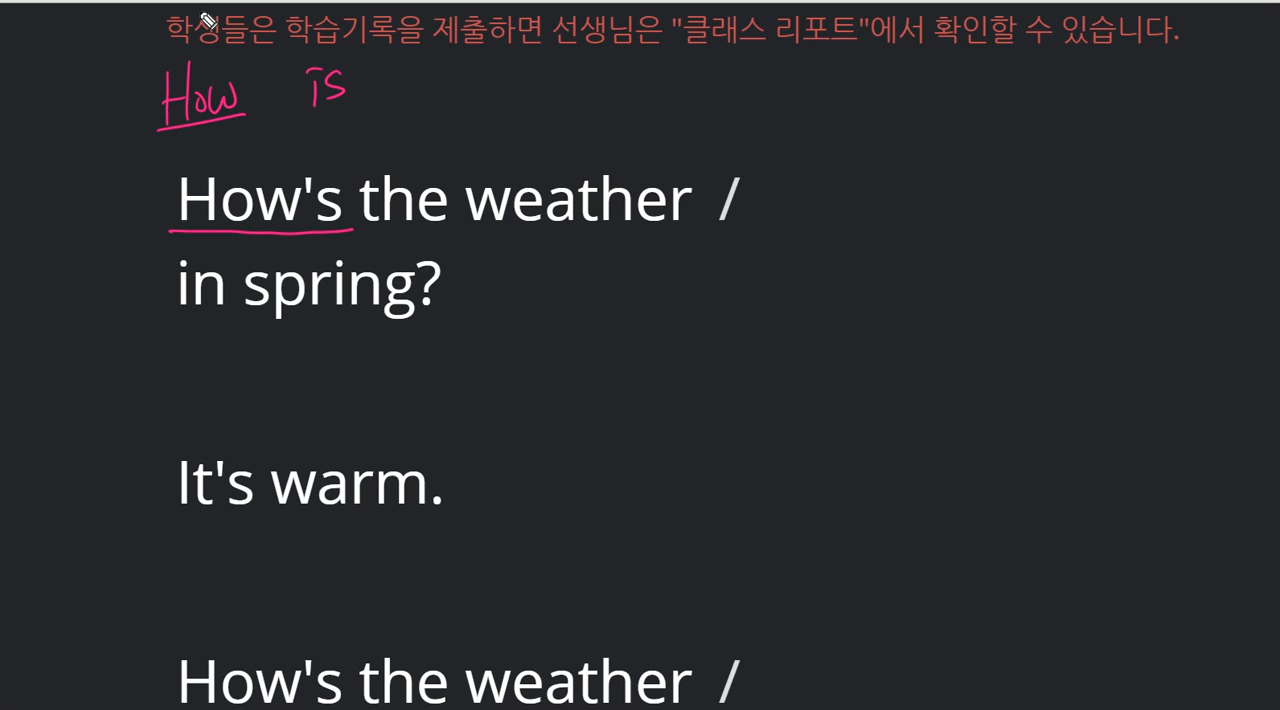 학생들은 학습기록을 제출하면 선생님은 "클래스 리포트"에서 확인할 수 있습니다.
How is
How's the weather /
in spring?
It's warm.
How's the weather /